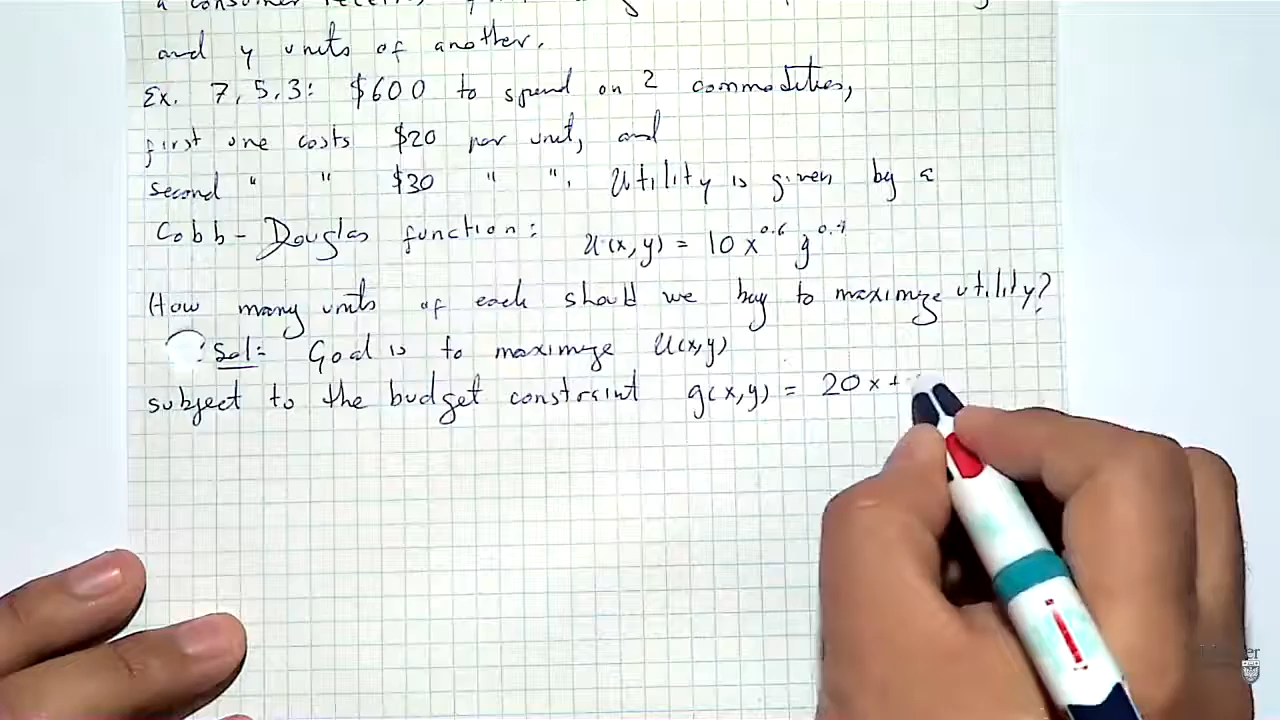 a consumer
and y units of another.
Ex. 7.5.3: $600 to spend on 2 commodities,
first one costs $20 per unit, and
second " " $30 " ". Utility is given by a
Cobb-Douglas function: U(x,y) = 10 x^0.6 y^0.4
How many units of each should we buy to maximize utility?
Sol: Goal is to maximize U(x,y)
subject to the budget constraint g(x,y) = 20x +